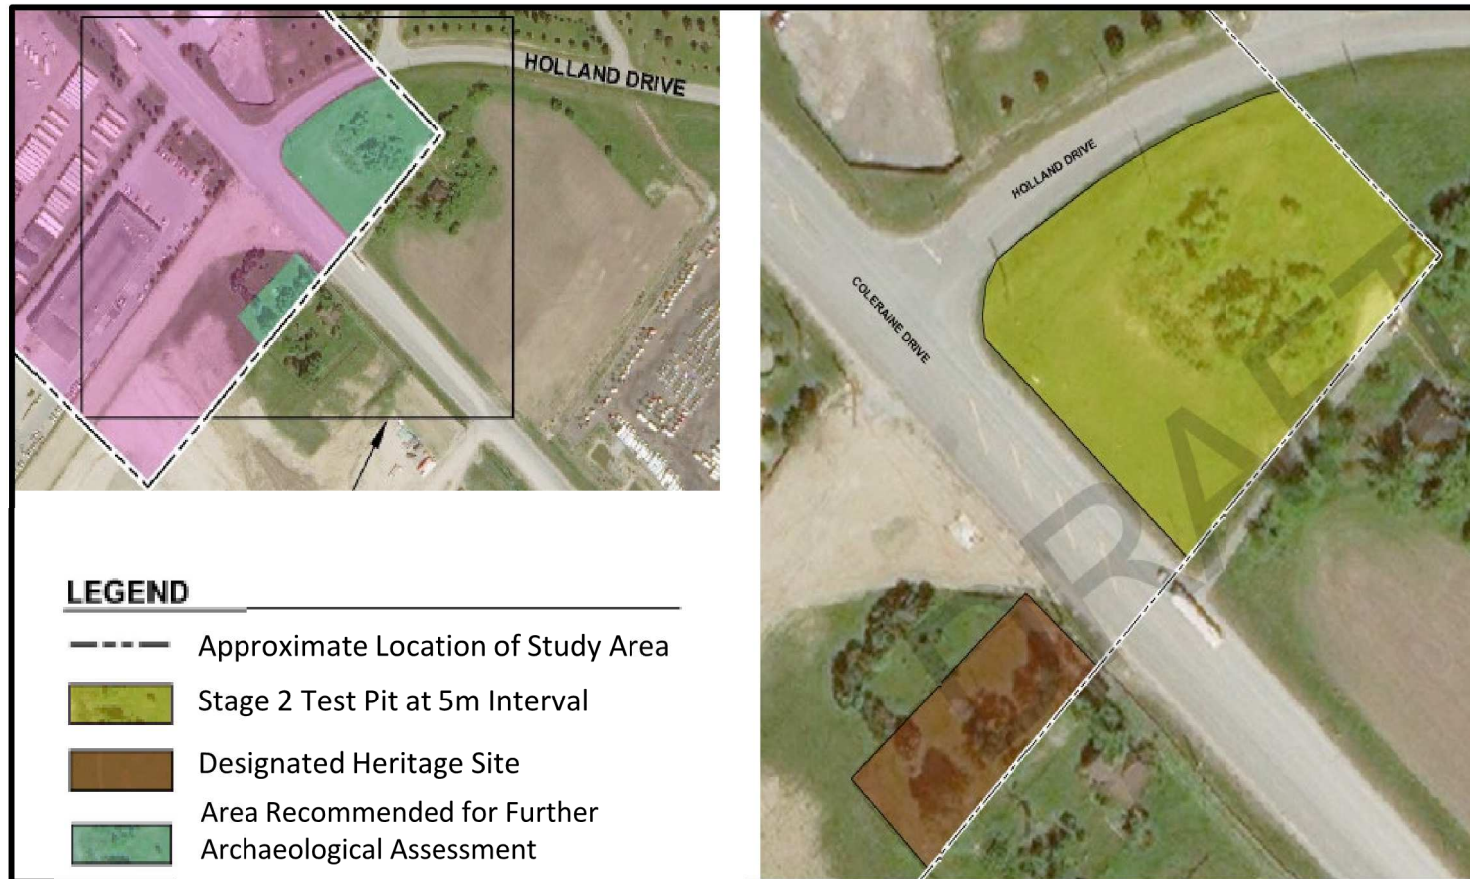 HOLLAND DRIVE
HOLLAND DRIVE
COLERAINE DRIVE
DRAFT
LEGEND
Approximate Location of Study Area
Stage 2 Test Pit at 5m Interval
Designated Heritage Site
Area Recommended for Further
Archaeological Assessment